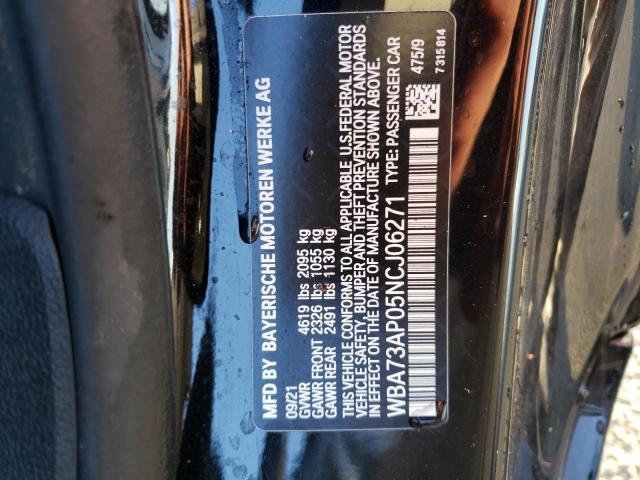 MFD BY BAYERISCHE MOTOREN WERKE AG
09/21
GVWR 4619 lbs 2095 kg
GAWR FRONT 2326 lbs 1055 kg
GAWR REAR 2491 lbs 1130 kg
THIS VEHICLE CONFORMS TO ALL APPLICABLE U.S.FEDERAL MOTOR
VEHICLE SAFETY, BUMPER AND THEFT PREVENTION STANDARDS
IN EFFECT ON THE DATE OF MANUFACTURE SHOWN ABOVE.
WBA73AP05NCJ06271 TYPE: PASSENGER CAR
475/9
7315814